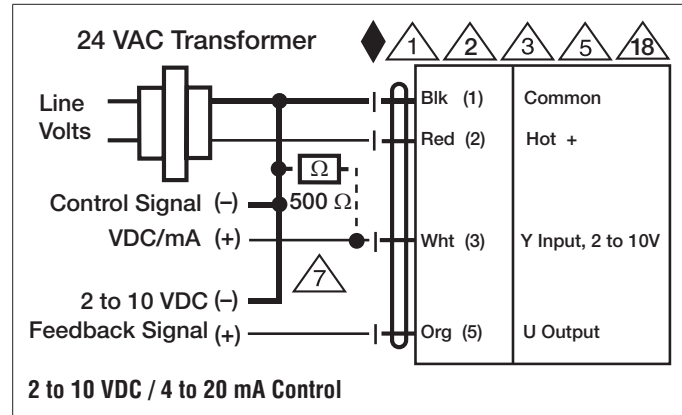 24 VAC Transformer
1 2 3 5 18
Line
Volts
Blk (1) Common
Red (2) Hot +
Ω
500 Ω
Control Signal (–)
VDC/mA (+)
Wht (3) Y Input, 2 to 10V
7
2 to 10 VDC (–)
Feedback Signal (+)
Org (5) U Output
2 to 10 VDC / 4 to 20 mA Control